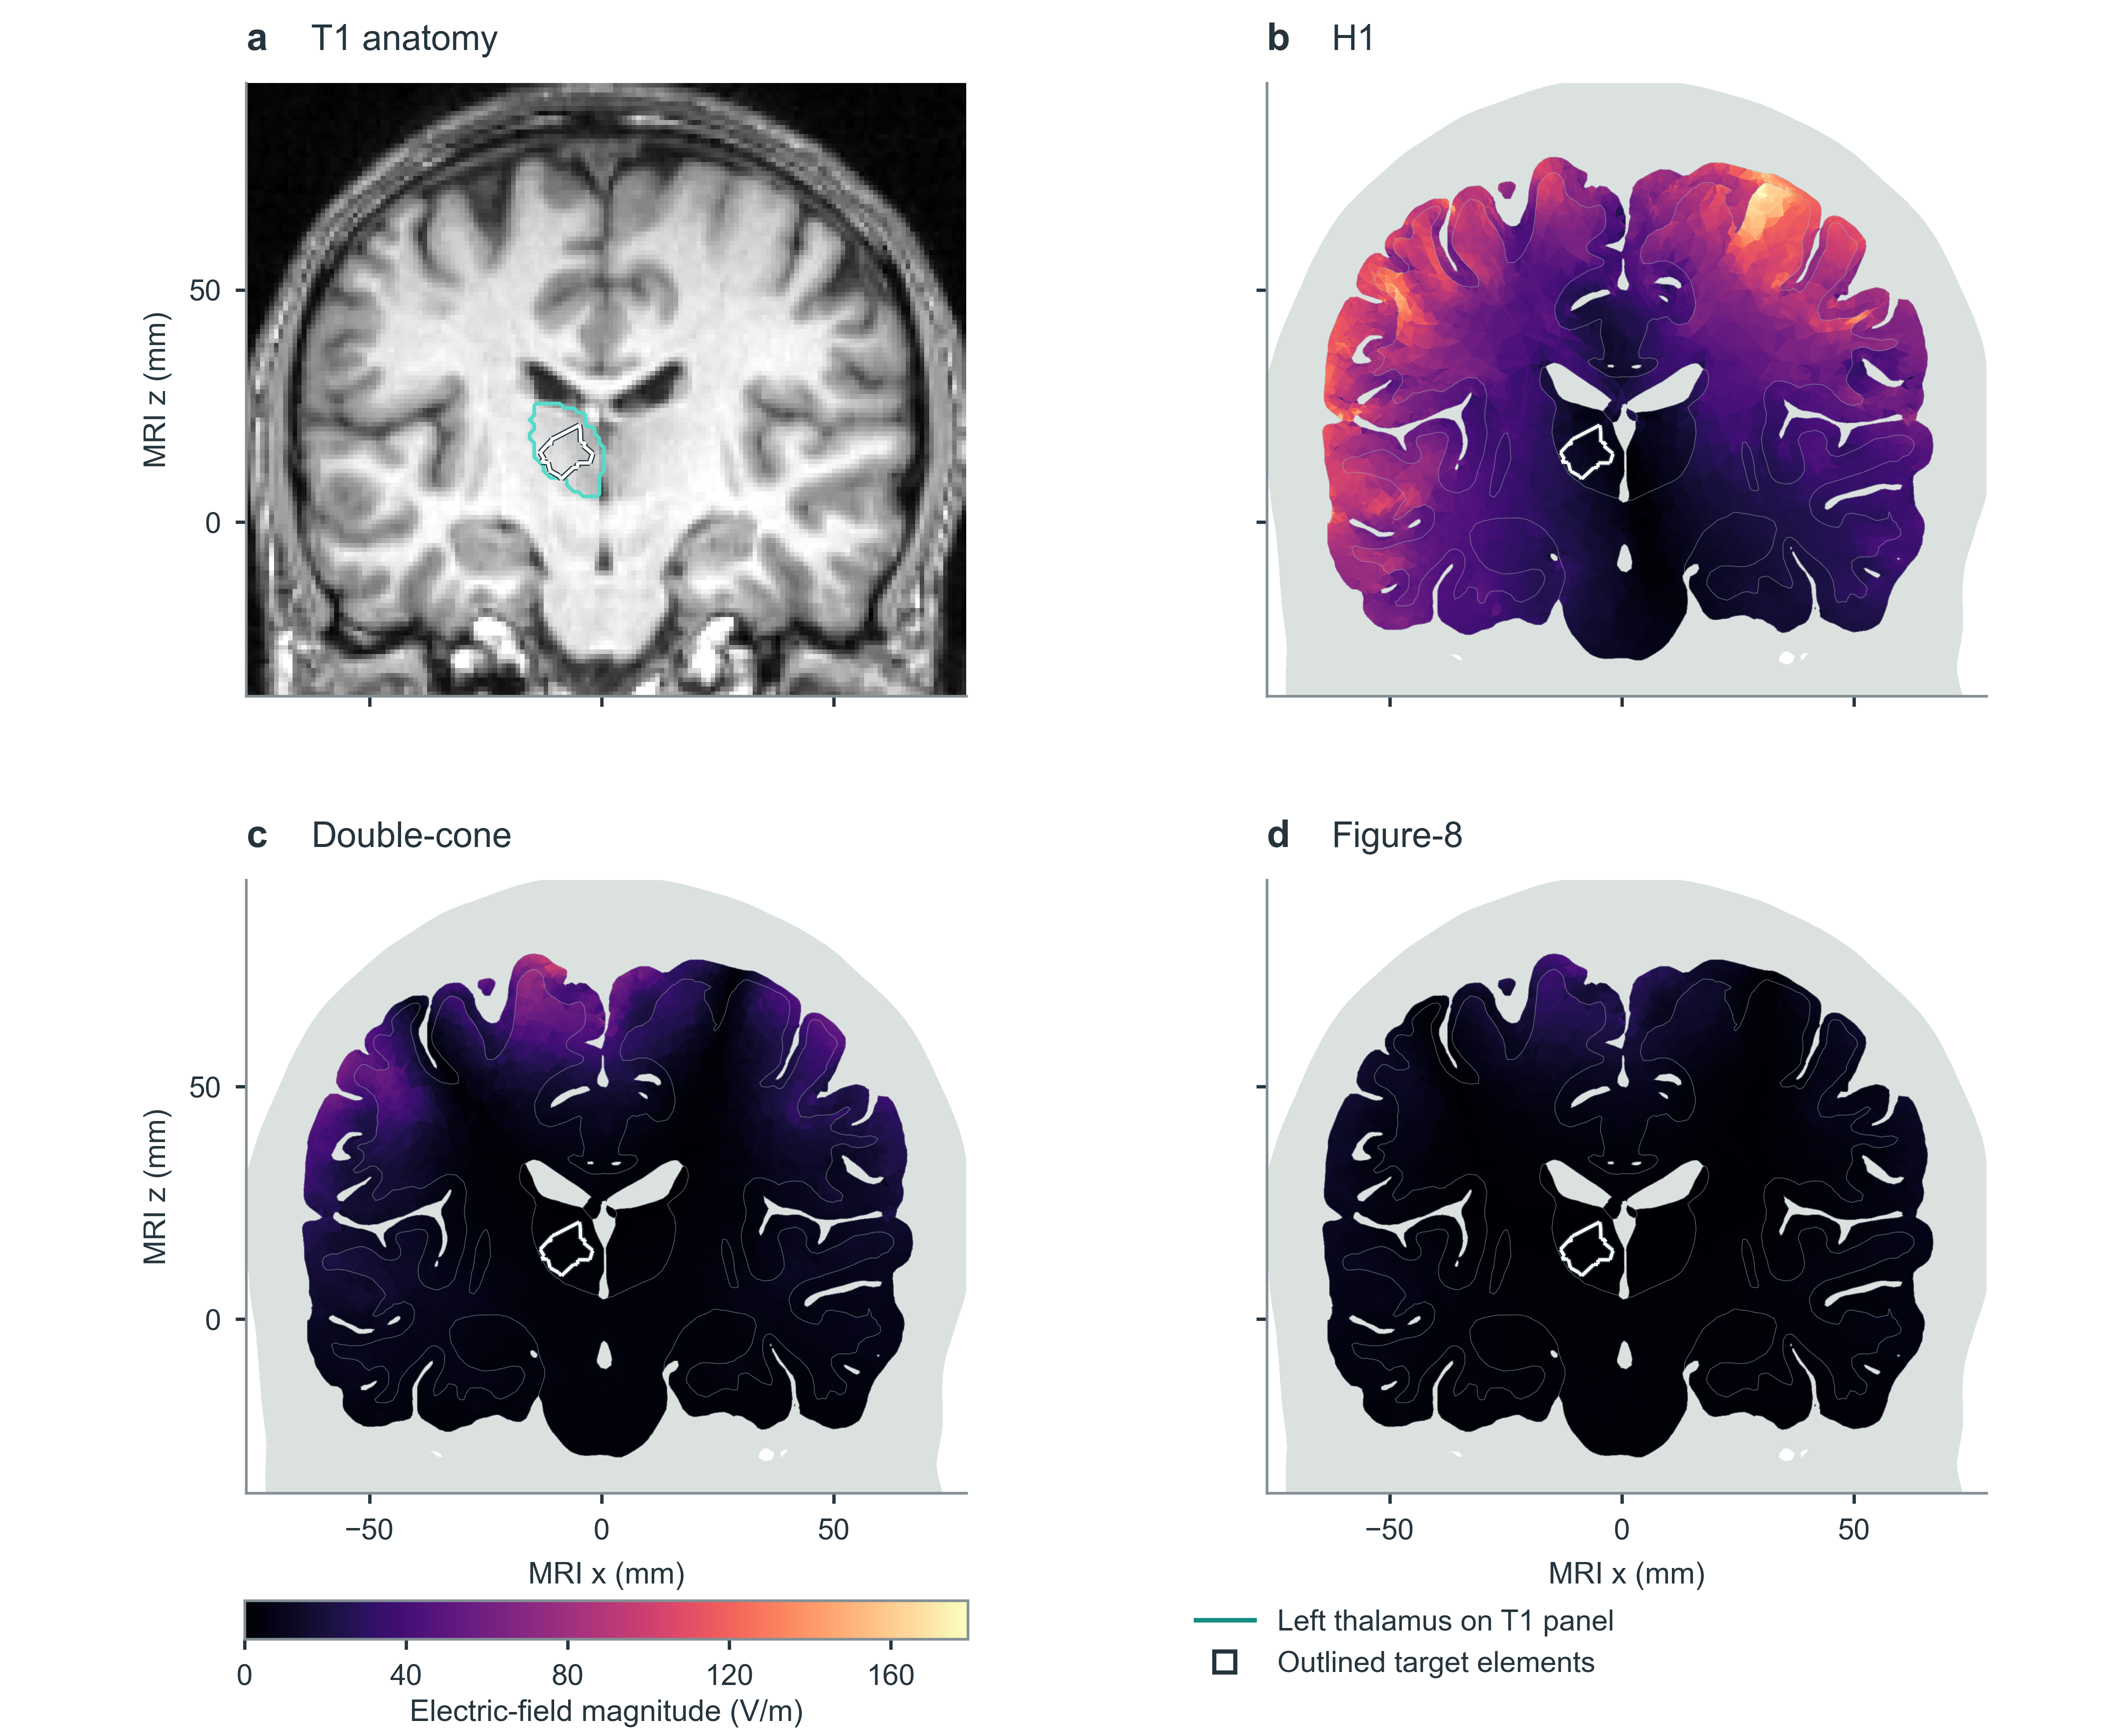 a T1 anatomy
b H1
MRI z (mm)
50
0
c Double-cone
d Figure-8
MRI z (mm)
50
0
−50 0 50
MRI x (mm)
−50 0 50
MRI x (mm)
0 40 80 120 160
Electric-field magnitude (V/m)
Left thalamus on T1 panel
Outlined target elements